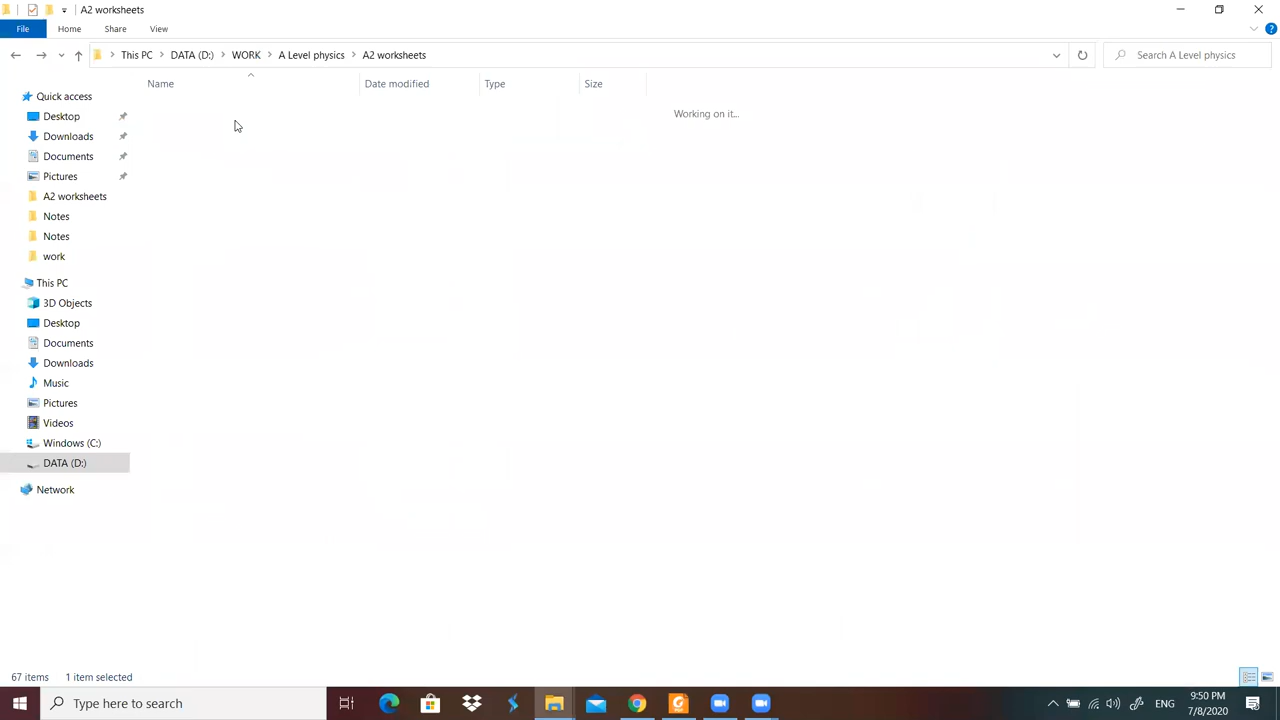 A2 worksheets
File Home Share View
This PC DATA (D:) WORK A Level physics A2 worksheets
Search A Level physics
Name Date modified Type Size
Working on it...
Quick access
Desktop
Downloads
Documents
Pictures
A2 worksheets
Notes
Notes
work
This PC
3D Objects
Desktop
Documents
Downloads
Music
Pictures
Videos
Windows (C:)
DATA (D:)
Network
67 items 1 item selected
Type here to search
ENG
9:50 PM
7/8/2020